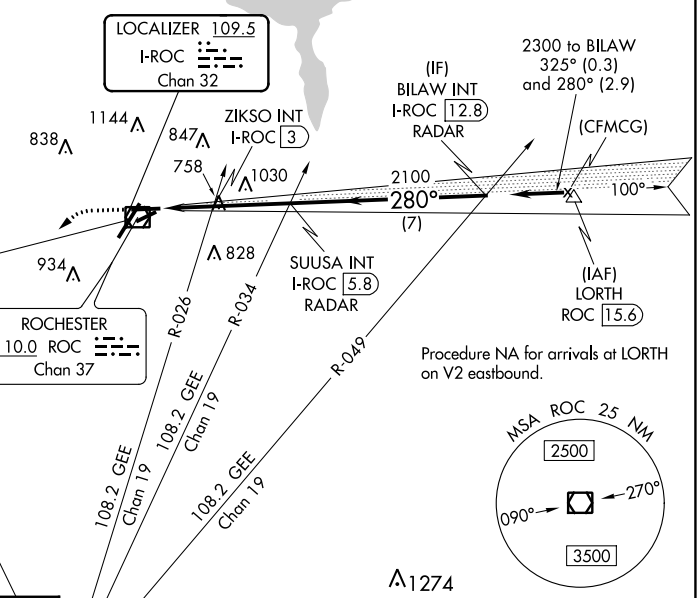 LOCALIZER 109.5
I-ROC
Chan 32
2300 to BILAW
325° (0.3)
and 280° (2.9)
(IF)
BILAW INT
I-ROC 12.8
RADAR
ZIKSO INT
I-ROC 3
(CFMCG)
838
1144
847
758
1030
2100
280°
(7)
100°
828
934
SUUSA INT
I-ROC 5.8
RADAR
(IAF)
LORTH
ROC 15.6
ROCHESTER
10.0 ROC
Chan 37
R-026
R-034
R-049
Procedure NA for arrivals at LORTH
on V2 eastbound.
108.2 GEE
Chan 19
108.2 GEE
Chan 19
108.2 GEE
Chan 19
MSA ROC 25 NM
2500
090°
270°
3500
1274